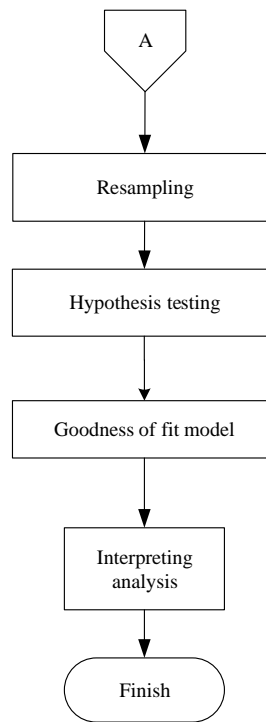 A
Resampling
Hypothesis testing
Goodness of fit model
Interpreting
analysis
Finish